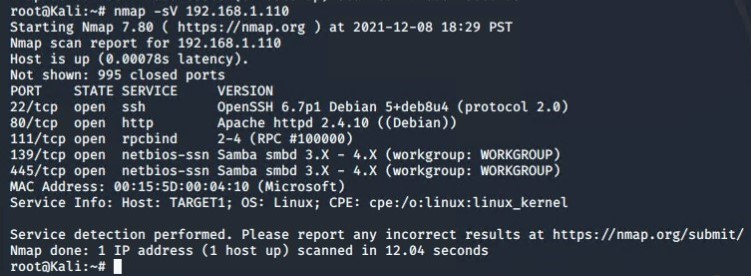 root@Kali:~# nmap -sV 192.168.1.110
Starting Nmap 7.80 ( https://nmap.org ) at 2021-12-08 18:29 PST
Nmap scan report for 192.168.1.110
Host is up (0.00078s latency).
Not shown: 995 closed ports
PORT    STATE SERVICE     VERSION
22/tcp  open  ssh         OpenSSH 6.7p1 Debian 5+deb8u4 (protocol 2.0)
80/tcp  open  http        Apache httpd 2.4.10 ((Debian))
111/tcp open  rpcbind     2-4 (RPC #100000)
139/tcp open  netbios-ssn Samba smbd 3.X - 4.X (workgroup: WORKGROUP)
445/tcp open  netbios-ssn Samba smbd 3.X - 4.X (workgroup: WORKGROUP)
MAC Address: 00:15:5D:00:04:10 (Microsoft)
Service Info: Host: TARGET1; OS: Linux; CPE: cpe:/o:linux:linux_kernel

Service detection performed. Please report any incorrect results at https://nmap.org/submit/
Nmap done: 1 IP address (1 host up) scanned in 12.04 seconds
root@Kali:~#